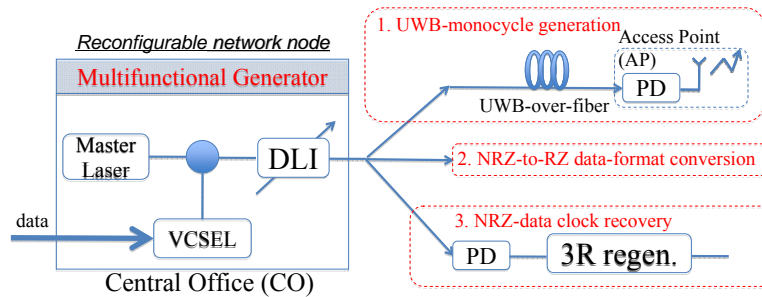 Reconfigurable network node
Multifunctional Generator
Master
Laser
DLI
data
VCSEL
Central Office (CO)
1. UWB-monocycle generation
Access Point
(AP)
PD
UWB-over-fiber
2. NRZ-to-RZ data-format conversion
3. NRZ-data clock recovery
PD
3R regen.